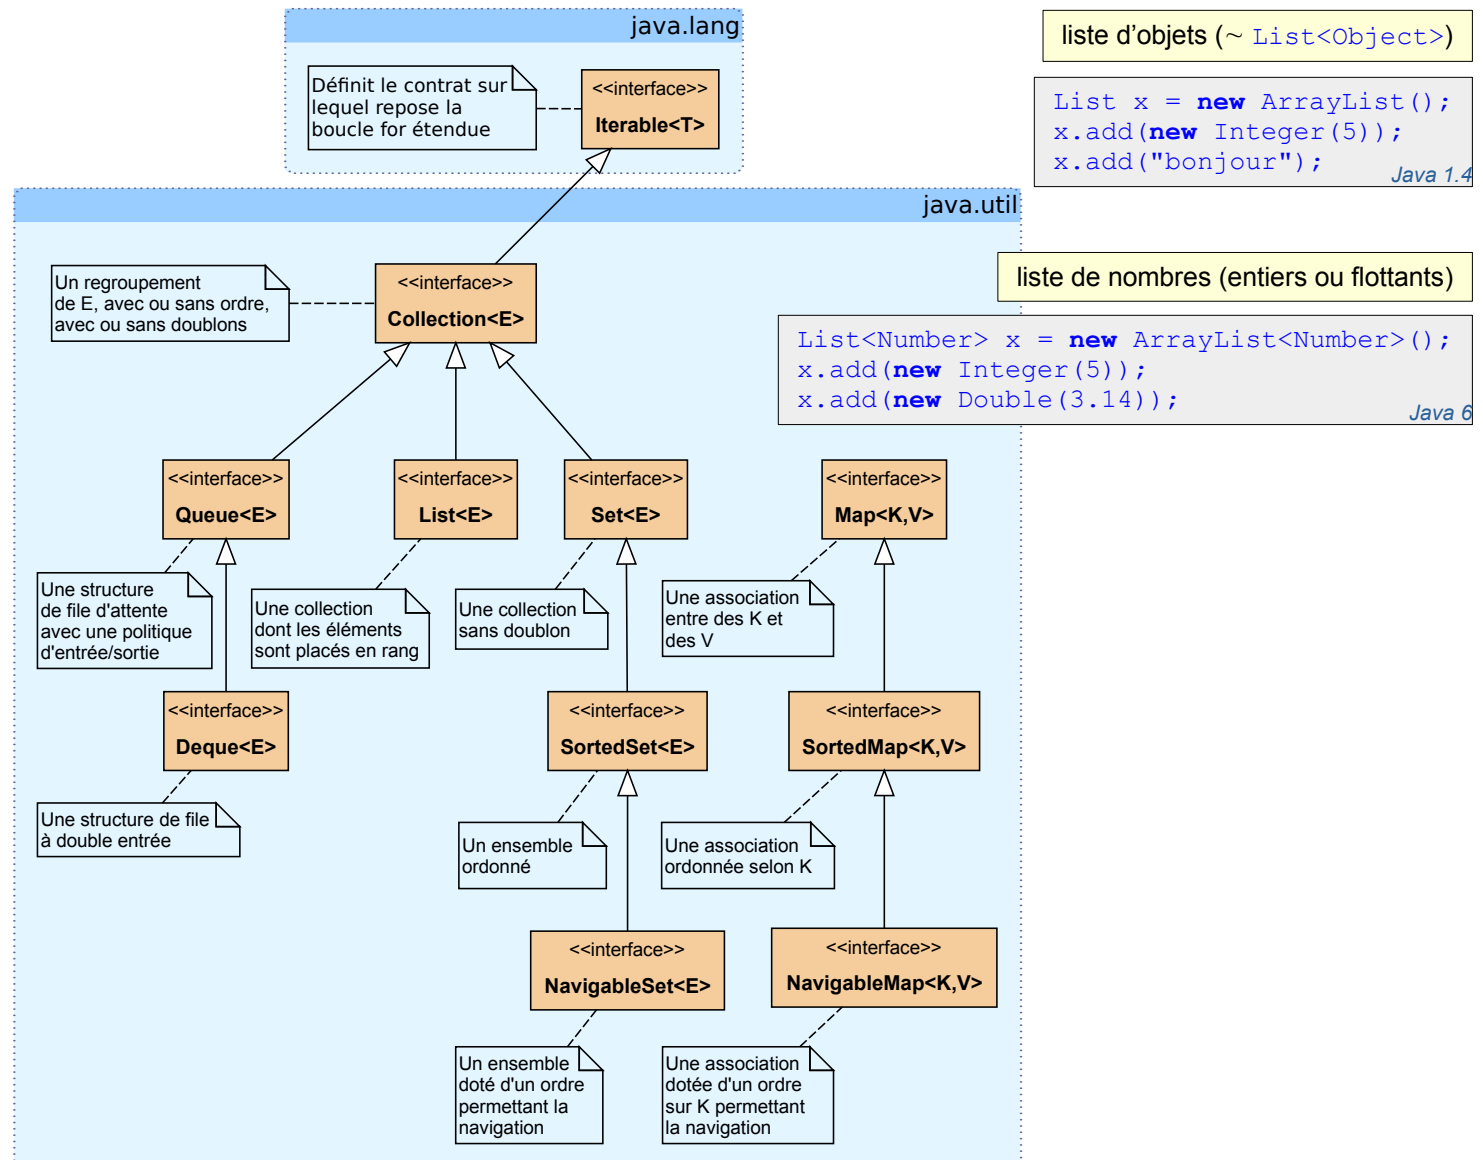 java.lang
Définit le contrat sur
lequel repose la
boucle for étendue
<<interface>>
Iterable<T>
liste d'objets (~ List<Object>)
List x = new ArrayList();
x.add(new Integer(5));
x.add("bonjour");
Java 1.4
java.util
Un regroupement
de E, avec ou sans ordre,
avec ou sans doublons
<<interface>>
Collection<E>
liste de nombres (entiers ou flottants)
List<Number> x = new ArrayList<Number>();
x.add(new Integer(5));
x.add(new Double(3.14));
Java 6
<<interface>>
Queue<E>
<<interface>>
List<E>
<<interface>>
Set<E>
<<interface>>
Map<K,V>
Une structure
de file d'attente
avec une politique
d'entrée/sortie
Une collection
dont les éléments
sont placés en rang
Une collection
sans doublon
Une association
entre des K et
des V
<<interface>>
Deque<E>
<<interface>>
SortedSet<E>
<<interface>>
SortedMap<K,V>
Une structure de file
à double entrée
Un ensemble
ordonné
Une association
ordonnée selon K
<<interface>>
NavigableSet<E>
<<interface>>
NavigableMap<K,V>
Un ensemble
doté d'un ordre
permettant la
navigation
Une association
dotée d'un ordre
sur K permettant
la navigation